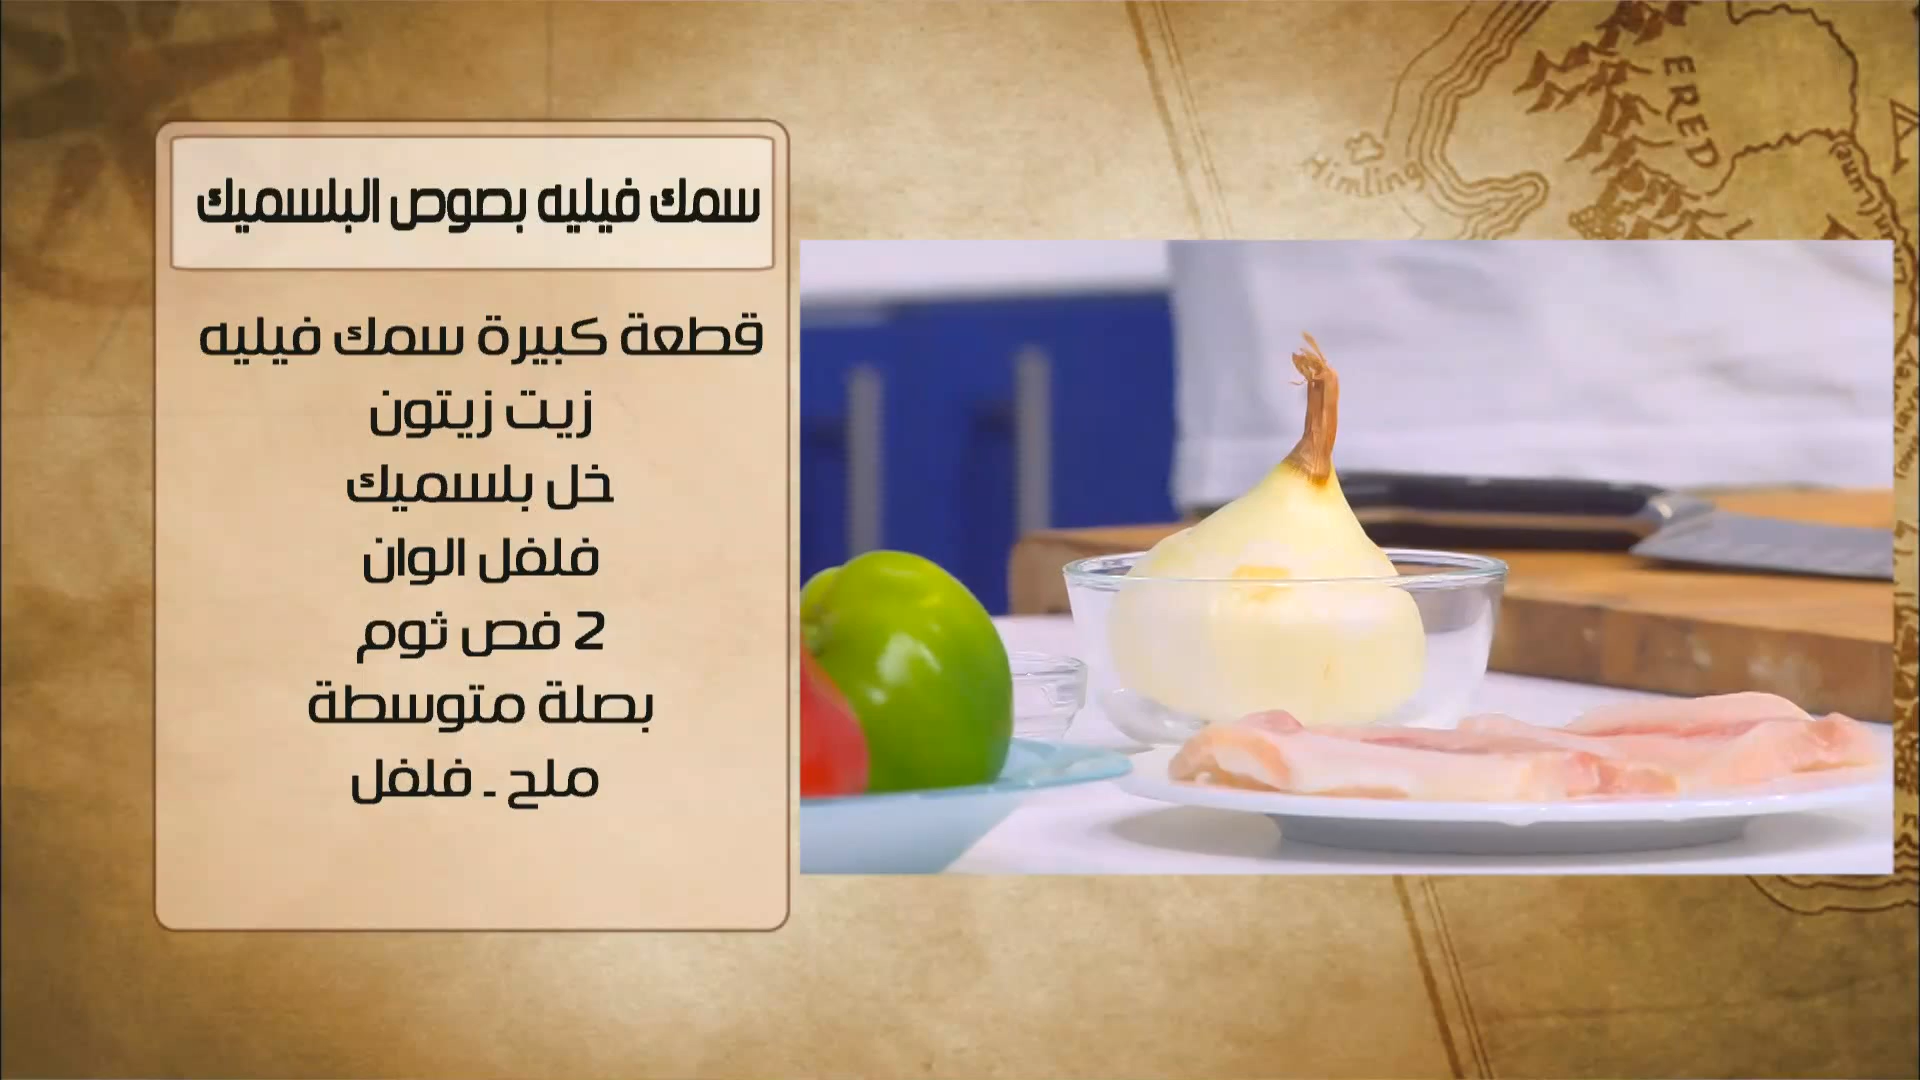 سمك فيليه بصوص البلسميك
قطعة كبيرة سمك فيليه
زيت زيتون
خل بلسميك
فلفل الوان
2 فص ثوم
بصلة متوسطة
ملح - فلفل
ERED
Himling